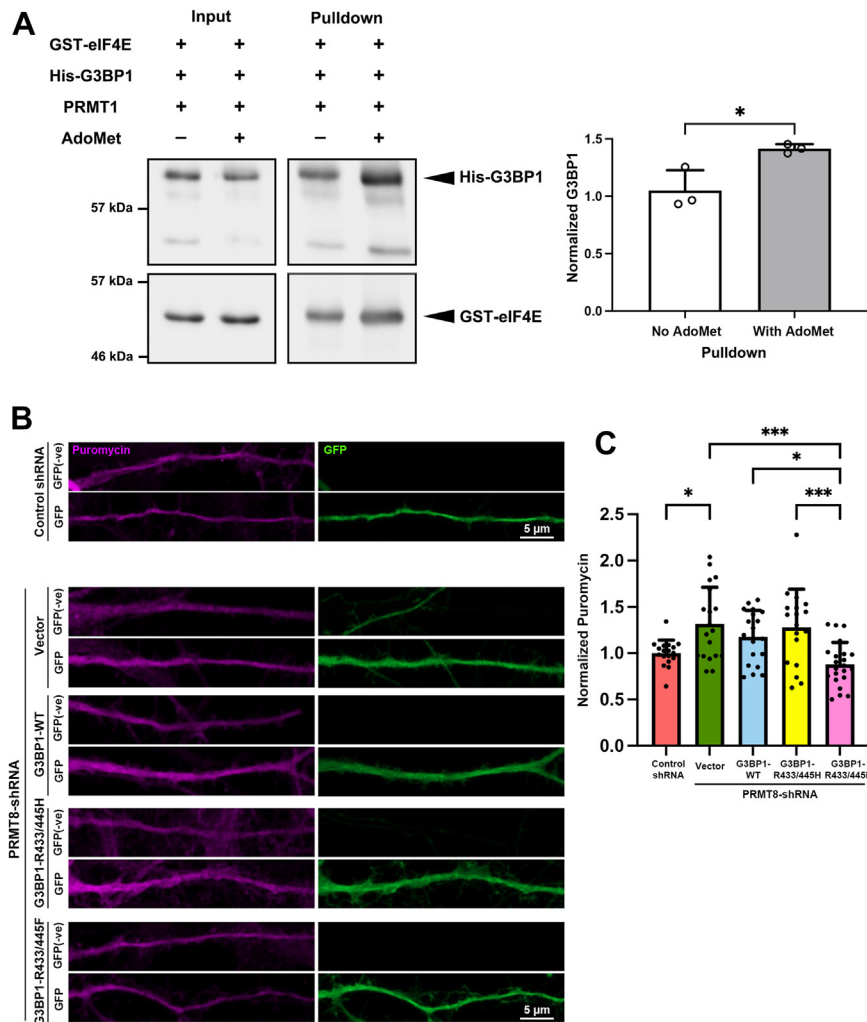 A
Input Pulldown
GST-eIF4E + + + +
His-G3BP1 + + + +
PRMT1 + + + +
AdoMet – + – +
His-G3BP1
57 kDa
57 kDa
GST-eIF4E
46 kDa
*
Normalized G3BP1
1.5
1.0
0.5
0.0
No AdoMet With AdoMet
Pulldown
B
Puromycin GFP
Control shRNA
GFP(-ve)
GFP
5 µm
PRMT8-shRNA
Vector
GFP(-ve)
GFP
G3BP1-WT
GFP(-ve)
GFP
G3BP1-R433/445H
GFP(-ve)
GFP
G3BP1-R433/445F
GFP(-ve)
GFP
5 µm
C
***
*
* ***
Normalized Puromycin
2.5
2.0
1.5
1.0
0.5
0.0
Control shRNA
Vector
G3BP1-WT
G3BP1-R433/445H
G3BP1-R433/445F
PRMT8-shRNA